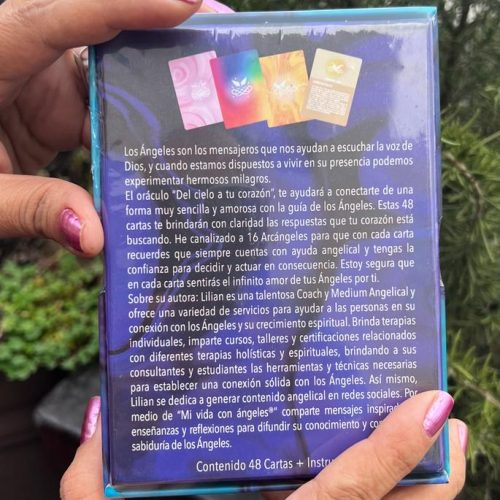 Los Ángeles son los mensajeros que nos ayudan a escuchar la voz de
Dios, y cuando estamos dispuestos a vivir en su presencia podemos
experimentar hermosos milagros.
El oráculo “Del cielo a tu corazón”, te ayudará a conectarte de una
forma muy sencilla y amorosa con la guía de los Ángeles. Estas 48
cartas te brindarán con claridad las respuestas que tu corazón está
buscando. He canalizado a 16 Arcángeles para que con cada carta
recuerdes que siempre cuentas con ayuda angelical y tengas la
confianza para decidir y actuar en consecuencia. Estoy segura que
en cada carta sentirás el infinito amor de tus Ángeles por ti.
Sobre su autora: Lilian es una talentosa Coach y Medium Angelical y
ofrece una variedad de servicios para ayudar a las personas en su
conexión con los Ángeles y su crecimiento espiritual. Brinda terapias
individuales, imparte cursos, talleres y certificaciones relacionados
con diferentes terapias holísticas y espirituales, brindando a sus
consultantes y estudiantes las herramientas y técnicas necesarias
para establecer una conexión sólida con los Ángeles. Así mismo,
Lilian se dedica a generar contenido angelical en redes sociales. Por
medio de “Mi vida con ángeles®” comparte mensajes
enseñanzas y reflexiones para difundir su conocimiento y
sabiduría de los Ángeles.
Contenido 48 Cartas +